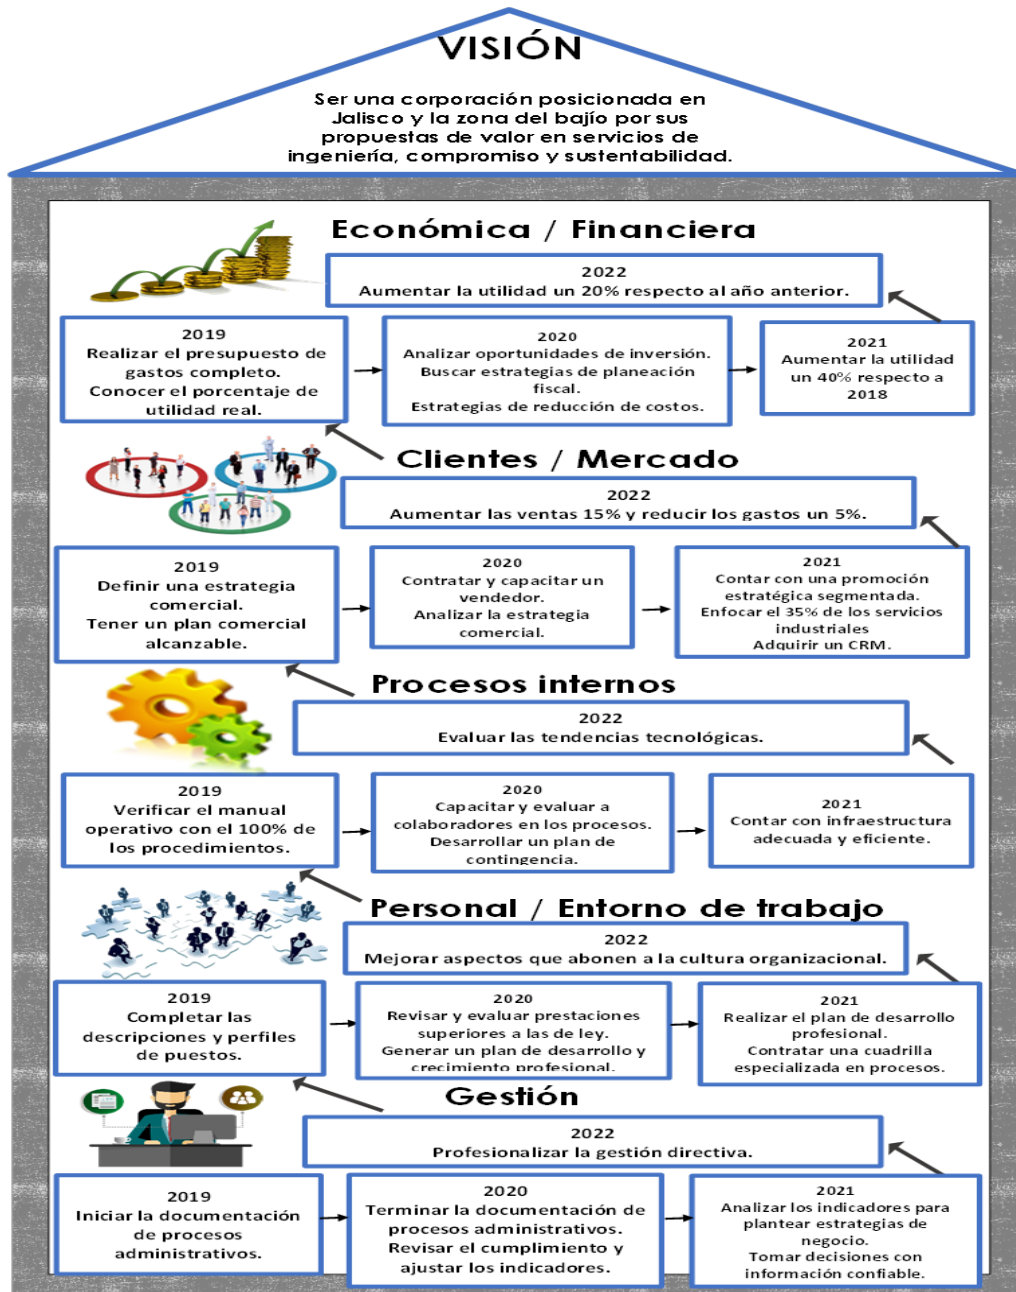 VISIÓN
Ser una corporación posicionada en
Jalisco y la zona del bajío por sus
propuestas de valor en servicios de
ingeniería, compromiso y sustentabilidad.
Económica / Financiera
2022
Aumentar la utilidad un 20% respecto al año anterior.
2019
Realizar el presupuesto de
gastos completo.
Conocer el porcentaje de
utilidad real.
2020
Analizar oportunidades de inversión.
Buscar estrategias de planeación
fiscal.
Estrategias de reducción de costos.
2021
Aumentar la utilidad
un 40% respecto a
2018
Clientes / Mercado
2022
Aumentar las ventas 15% y reducir los gastos un 5%.
2019
Definir una estrategia
comercial.
Tener un plan comercial
alcanzable.
2020
Contratar y capacitar un
vendedor.
Analizar la estrategia
comercial.
2021
Contar con una promoción
estratégica segmentada.
Enfocar el 35% de los servicios
industriales
Adquirir un CRM.
Procesos internos
2022
Evaluar las tendencias tecnológicas.
2019
Verificar el manual
operativo con el 100% de
los procedimientos.
2020
Capacitar y evaluar a
colaboradores en los procesos.
Desarrollar un plan de
contingencia.
2021
Contar con infraestructura
adecuada y eficiente.
Personal / Entorno de trabajo
2022
Mejorar aspectos que abonen a la cultura organizacional.
2019
Completar las
descripciones y perfiles
de puestos.
2020
Revisar y evaluar prestaciones
superiores a las de ley.
Generar un plan de desarrollo y
crecimiento profesional.
2021
Realizar el plan de desarrollo
profesional.
Contratar una cuadrilla
especializada en procesos.
Gestión
2022
Profesionalizar la gestión directiva.
2019
Iniciar la documentación
de procesos
administrativos.
2020
Terminar la documentación de
procesos administrativos.
Revisar el cumplimiento y
ajustar los indicadores.
2021
Analizar los indicadores para
plantear estrategias de
negocio.
Tomar decisiones con
información confiable.